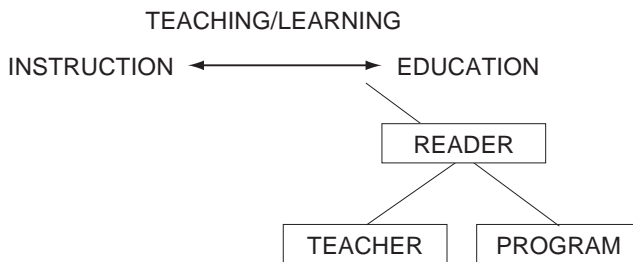 TEACHING/LEARNING
INSTRUCTION EDUCATION
READER
TEACHER PROGRAM